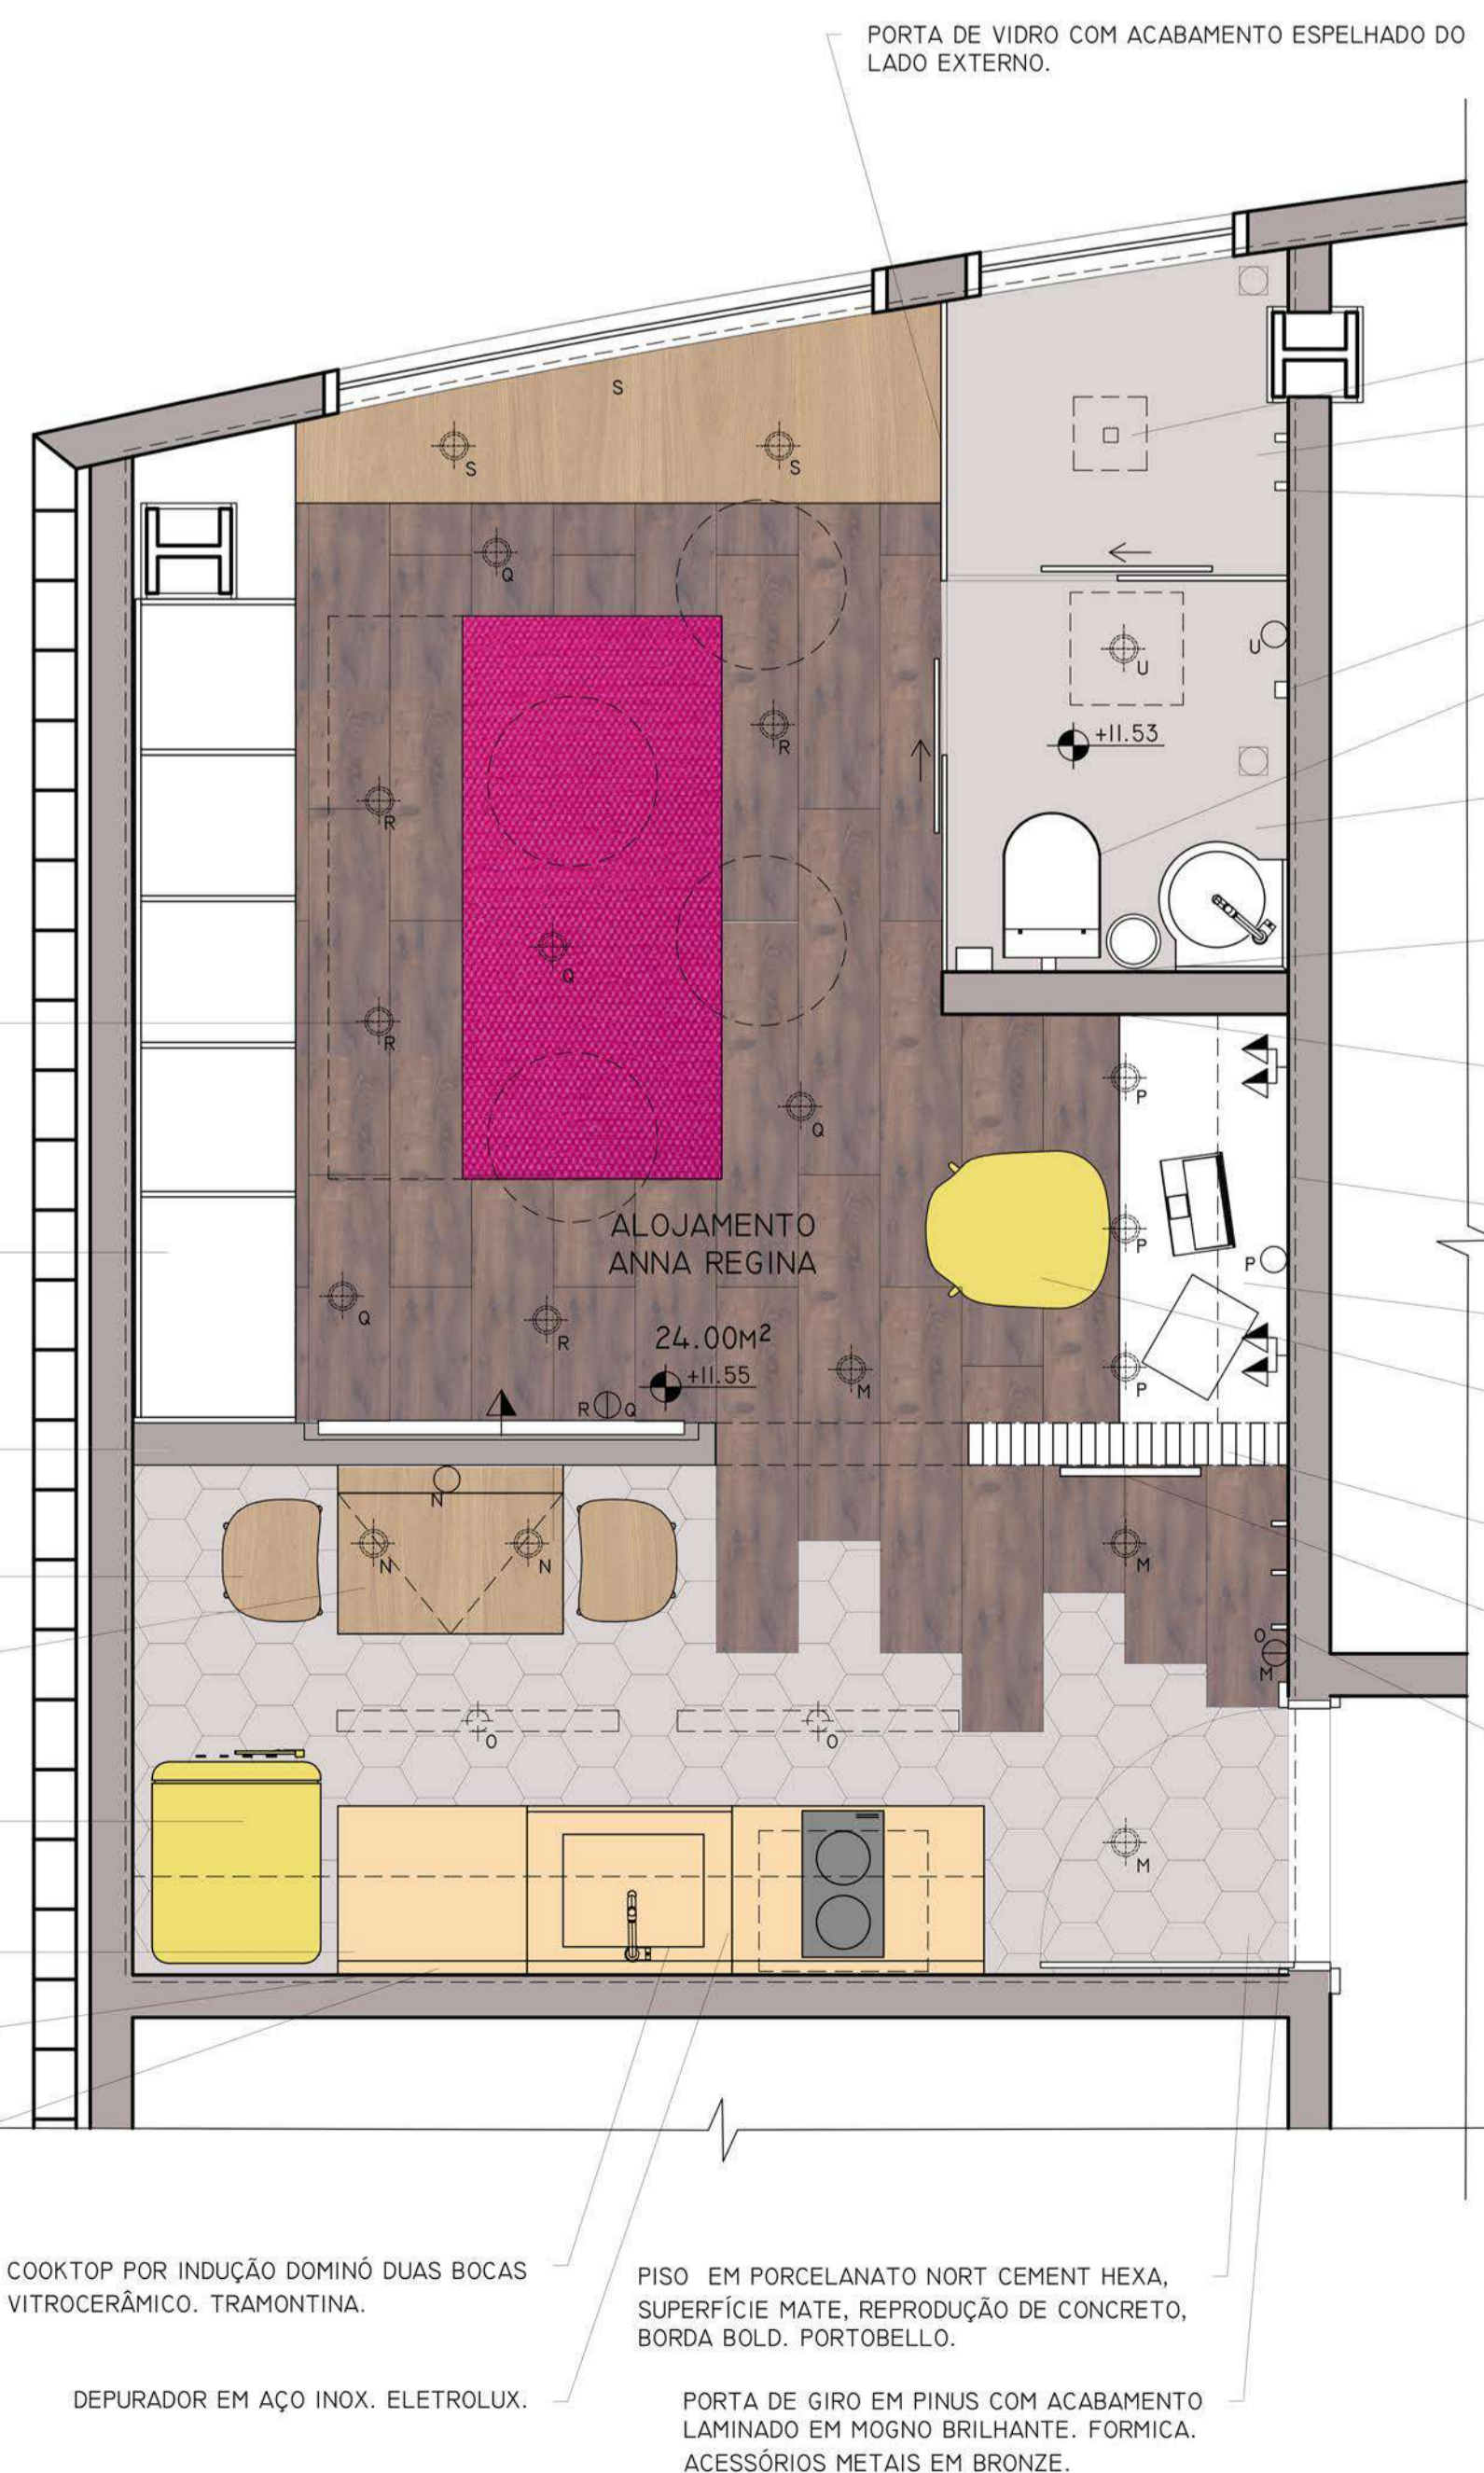 PORTA DE VIDRO COM ACABAMENTO ESPELHADO DO
LADO EXTERNO.
S
S
S
Q
U
U
R
+11.53
R
Q
R
P
Q
P
P
ALOJAMENTO
ANNA REGINA
Q
R
24.00M²
+11.55
R
Q
M
P
N
N
N
M
O
M
O
O
M
COOKTOP POR INDUÇÃO DOMINÓ DUAS BOCAS
VITROCERÂMICO. TRAMONTINA.
DEPURADOR EM AÇO INOX. ELETROLUX.
PISO EM PORCELANATO NORT CEMENT HEXA,
SUPERFÍCIE MATE, REPRODUÇÃO DE CONCRETO,
BORDA BOLD. PORTOBELLO.
PORTA DE GIRO EM PINUS COM ACABAMENTO
LAMINADO EM MOGNO BRILHANTE. FORMICA.
ACESSÓRIOS METAIS EM BRONZE.